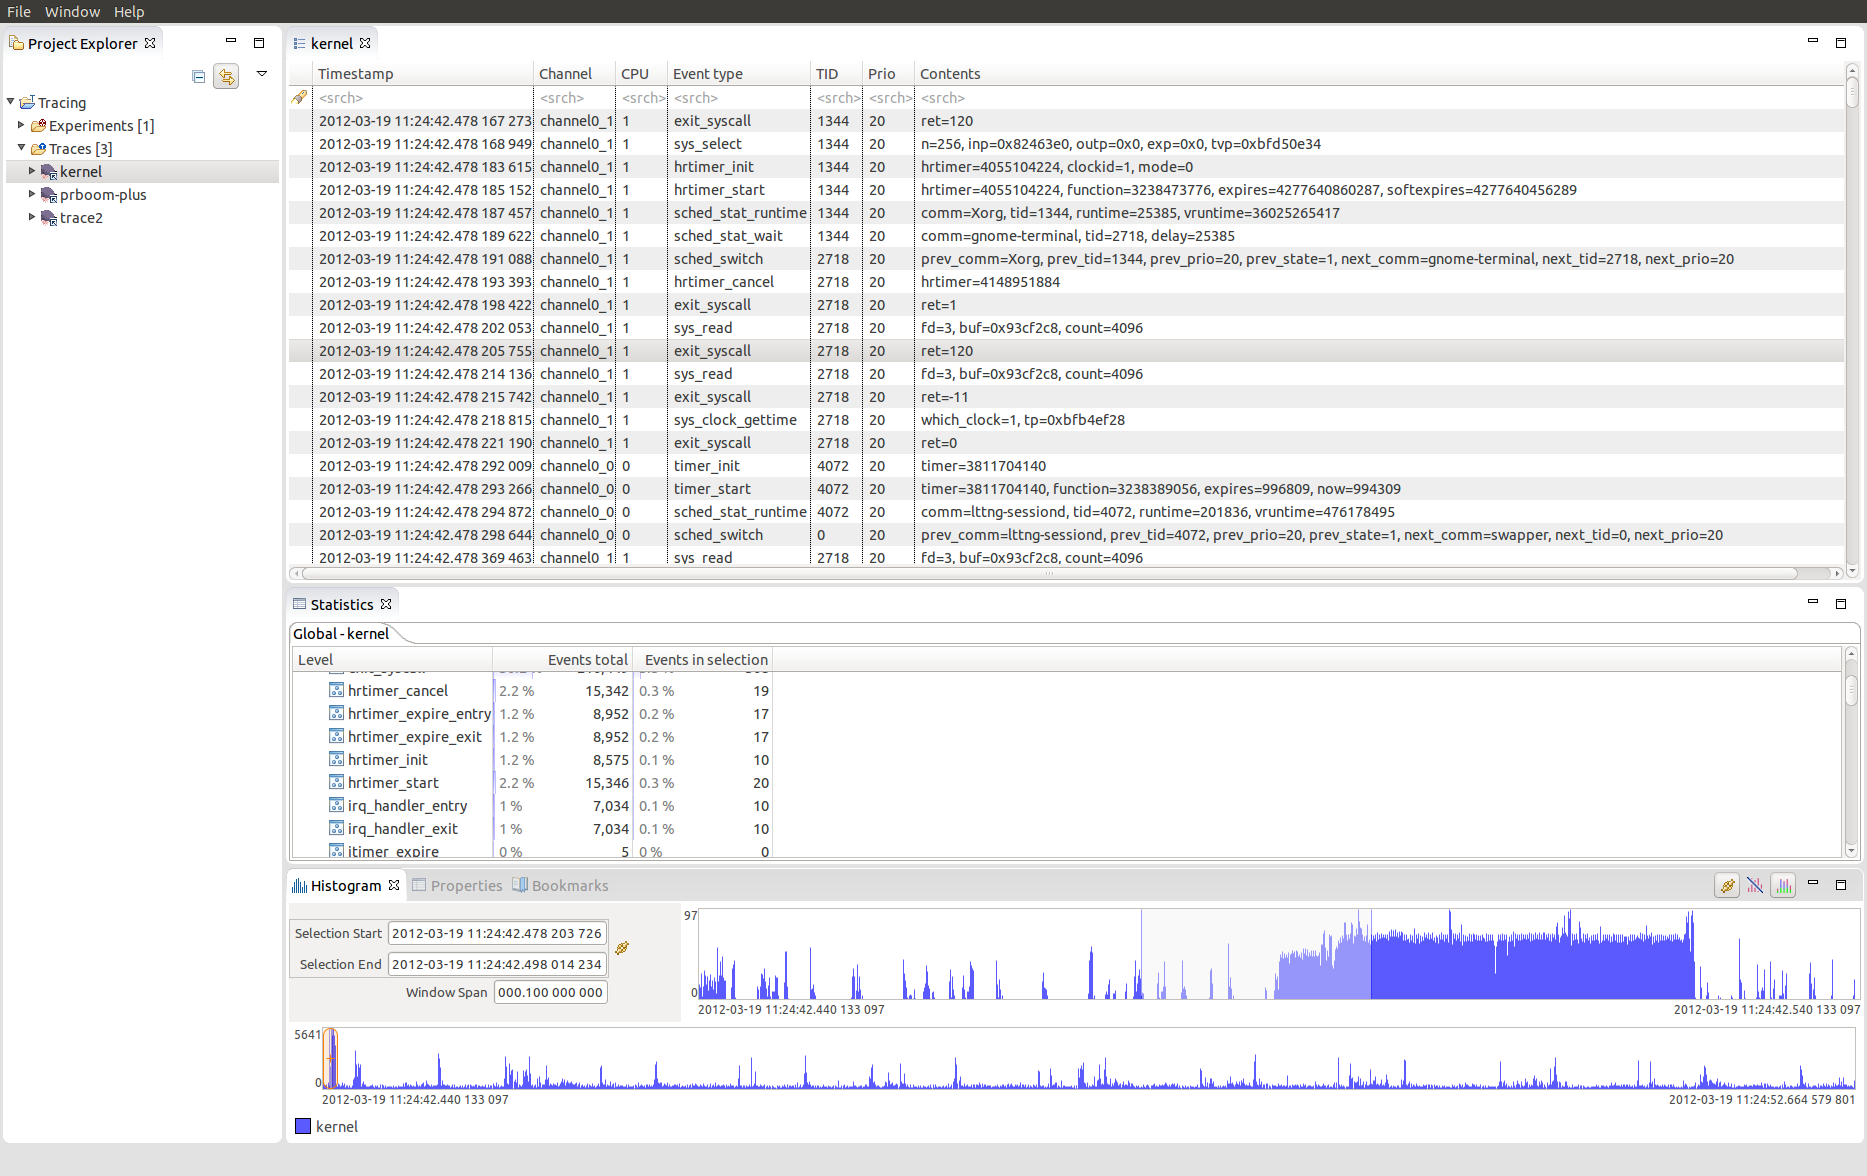 File Window Help
Project Explorer
Tracing
Experiments [1]
Traces [3]
kernel
prboom-plus
trace2
kernel
Timestamp Channel CPU Event type TID Prio Contents
<srch> <srch> <srch> <srch> <srch> <srch> <srch>
2012-03-19 11:24:42.478 167 273 channel0_1 1 exit_syscall 1344 20 ret=120
2012-03-19 11:24:42.478 168 949 channel0_1 1 sys_select 1344 20 n=256, inp=0x82463e0, outp=0x0, exp=0x0, tvp=0xbfd50e34
2012-03-19 11:24:42.478 183 615 channel0_1 1 hrtimer_init 1344 20 hrtimer=4055104224, clockid=1, mode=0
2012-03-19 11:24:42.478 185 152 channel0_1 1 hrtimer_start 1344 20 hrtimer=4055104224, function=3238473776, expires=4277640860287, softexpires=4277640456289
2012-03-19 11:24:42.478 187 457 channel0_1 1 sched_stat_runtime 1344 20 comm=Xorg, tid=1344, runtime=25385, vruntime=36025265417
2012-03-19 11:24:42.478 189 622 channel0_1 1 sched_stat_wait 1344 20 comm=gnome-terminal, tid=2718, delay=25385
2012-03-19 11:24:42.478 191 088 channel0_1 1 sched_switch 2718 20 prev_comm=Xorg, prev_tid=1344, prev_prio=20, prev_state=1, next_comm=gnome-terminal, next_tid=2718, next_prio=20
2012-03-19 11:24:42.478 193 393 channel0_1 1 hrtimer_cancel 2718 20 hrtimer=4148951884
2012-03-19 11:24:42.478 198 422 channel0_1 1 exit_syscall 2718 20 ret=1
2012-03-19 11:24:42.478 202 053 channel0_1 1 sys_read 2718 20 fd=3, buf=0x93cf2c8, count=4096
2012-03-19 11:24:42.478 205 755 channel0_1 1 exit_syscall 2718 20 ret=120
2012-03-19 11:24:42.478 214 136 channel0_1 1 sys_read 2718 20 fd=3, buf=0x93cf2c8, count=4096
2012-03-19 11:24:42.478 215 742 channel0_1 1 exit_syscall 2718 20 ret=-11
2012-03-19 11:24:42.478 218 815 channel0_1 1 sys_clock_gettime 2718 20 which_clock=1, tp=0xbfb4ef28
2012-03-19 11:24:42.478 221 190 channel0_1 1 exit_syscall 2718 20 ret=0
2012-03-19 11:24:42.478 292 009 channel0_0 0 timer_init 4072 20 timer=3811704140
2012-03-19 11:24:42.478 293 266 channel0_0 0 timer_start 4072 20 timer=3811704140, function=3238389056, expires=996809, now=994309
2012-03-19 11:24:42.478 294 872 channel0_0 0 sched_stat_runtime 4072 20 comm=lttng-sessiond, tid=4072, runtime=201836, vruntime=476178495
2012-03-19 11:24:42.478 298 644 channel0_0 0 sched_switch 0 20 prev_comm=lttng-sessiond, prev_tid=4072, prev_prio=20, prev_state=1, next_comm=swapper, next_tid=0, next_prio=20
2012-03-19 11:24:42.478 369 463 channel0_1 1 sys_read 2718 20 fd=3, buf=0x93cf2c8, count=4096
Statistics
Global - kernel
Level Events total Events in selection
hrtimer_cancel 2.2 % 15,342 0.3 % 19
hrtimer_expire_entry 1.2 % 8,952 0.2 % 17
hrtimer_expire_exit 1.2 % 8,952 0.2 % 17
hrtimer_init 1.2 % 8,575 0.1 % 10
hrtimer_start 2.2 % 15,346 0.3 % 20
irq_handler_entry 1 % 7,034 0.1 % 10
irq_handler_exit 1 % 7,034 0.1 % 10
itimer_expire 0 % 5 0 % 0
Histogram Properties Bookmarks
Selection Start 2012-03-19 11:24:42.478 203 726
Selection End 2012-03-19 11:24:42.498 014 234
Window Span 000.100 000 000
97
0
2012-03-19 11:24:42.440 133 097 2012-03-19 11:24:42.540 133 097
5641
0
2012-03-19 11:24:42.440 133 097 2012-03-19 11:24:52.664 579 801
kernel